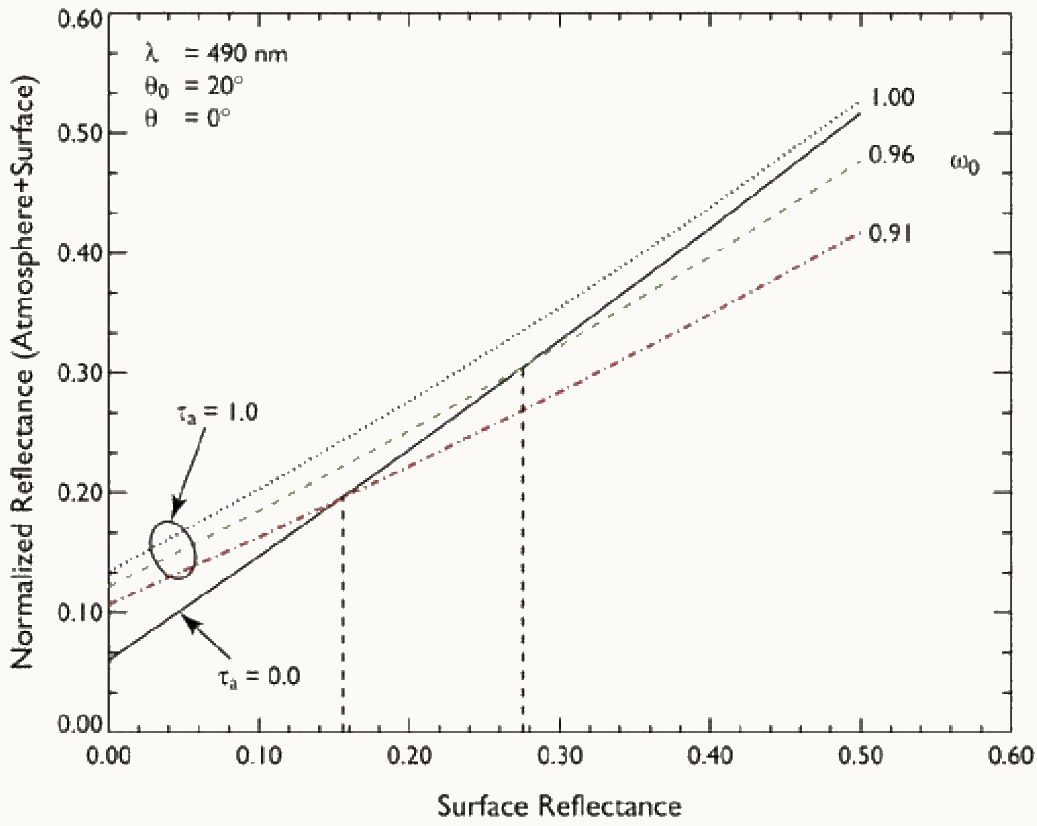 0.60
0.50
0.40
0.30
0.20
0.10
0.00
Normalized Reflectance (Atmosphere+Surface)
λ = 490 nm
θ₀ = 20°
θ = 0°
1.00
0.96
ω₀
0.91
τₐ = 1.0
τₐ = 0.0
0.00 0.10 0.20 0.30 0.40 0.50 0.60
Surface Reflectance